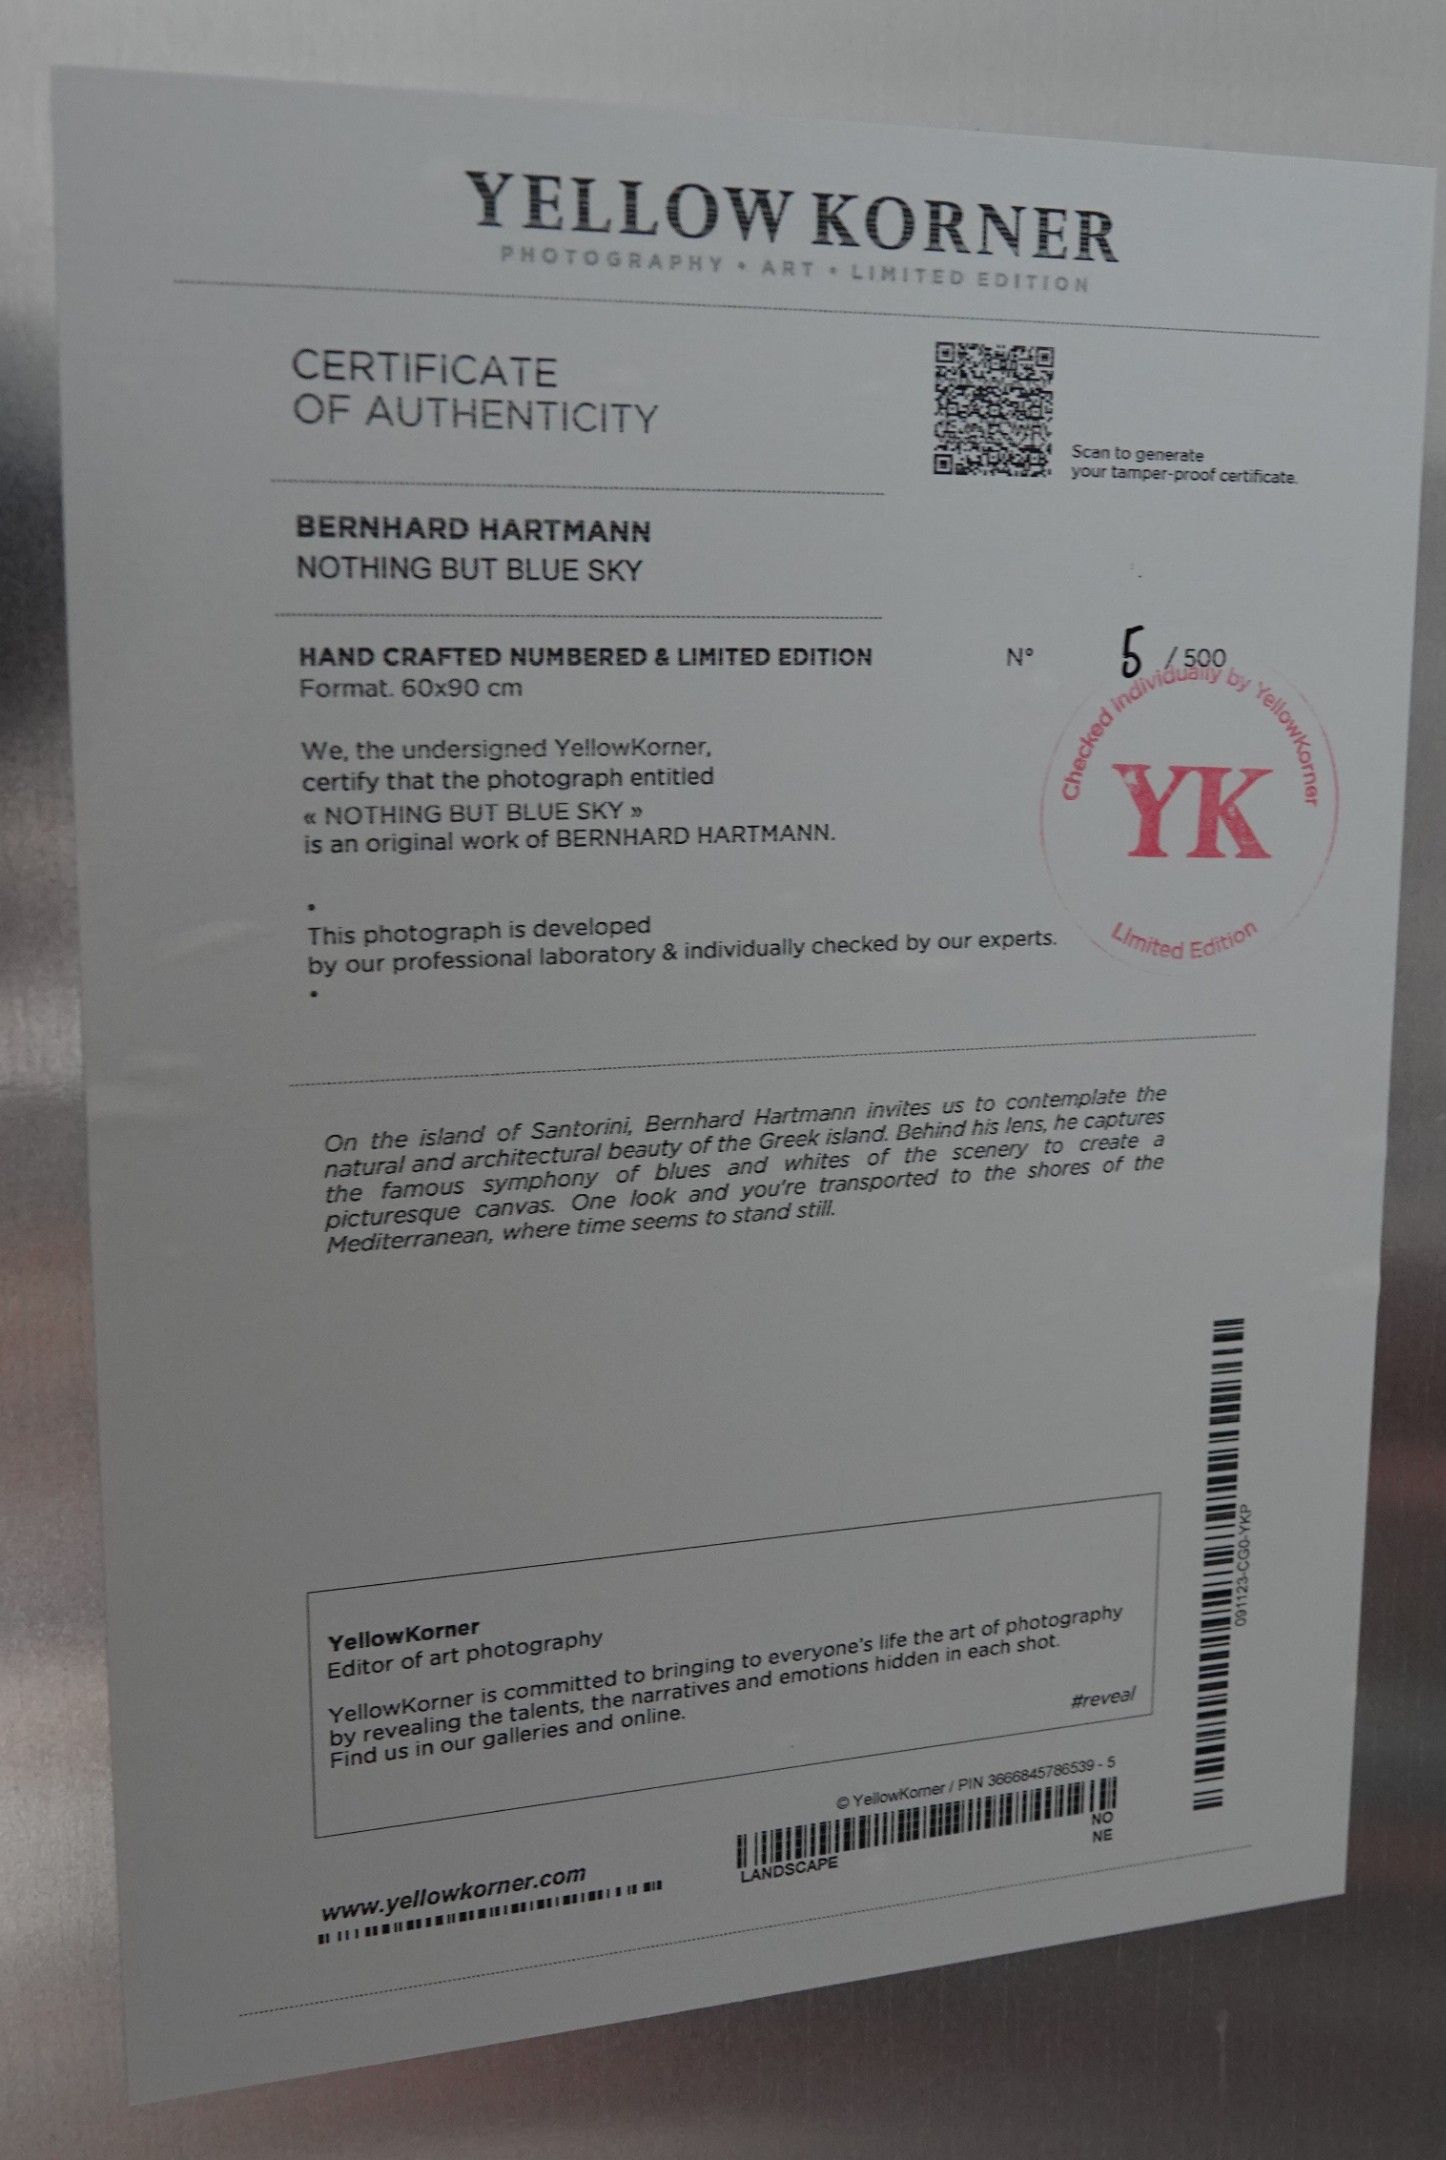 YELLOW KORNER
PHOTOGRAPHY • ART • LIMITED EDITION
CERTIFICATE
OF AUTHENTICITY
Scan to generate
your tamper-proof certificate.
BERNHARD HARTMANN
NOTHING BUT BLUE SKY
HAND CRAFTED NUMBERED & LIMITED EDITION
Format. 60x90 cm
N° 5 / 500
Checked individually by YellowKorner
YK
Limited Edition
We, the undersigned YellowKorner,
certify that the photograph entitled
« NOTHING BUT BLUE SKY »
is an original work of BERNHARD HARTMANN.
•
This photograph is developed
by our professional laboratory & individually checked by our experts.
•
On the island of Santorini, Bernhard Hartmann invites us to contemplate the
natural and architectural beauty of the Greek island. Behind his lens, he captures
the famous symphony of blues and whites of the scenery to create a
picturesque canvas. One look and you're transported to the shores of the
Mediterranean, where time seems to stand still.
091123-CG0-YKP
YellowKorner
Editor of art photography
YellowKorner is committed to bringing to everyone's life the art of photography
by revealing the talents, the narratives and emotions hidden in each shot.
Find us in our galleries and online.
#reveal
© YellowKorner / PIN 3666845786539 - 5
LANDSCAPE
NO
NE
www.yellowkorner.com